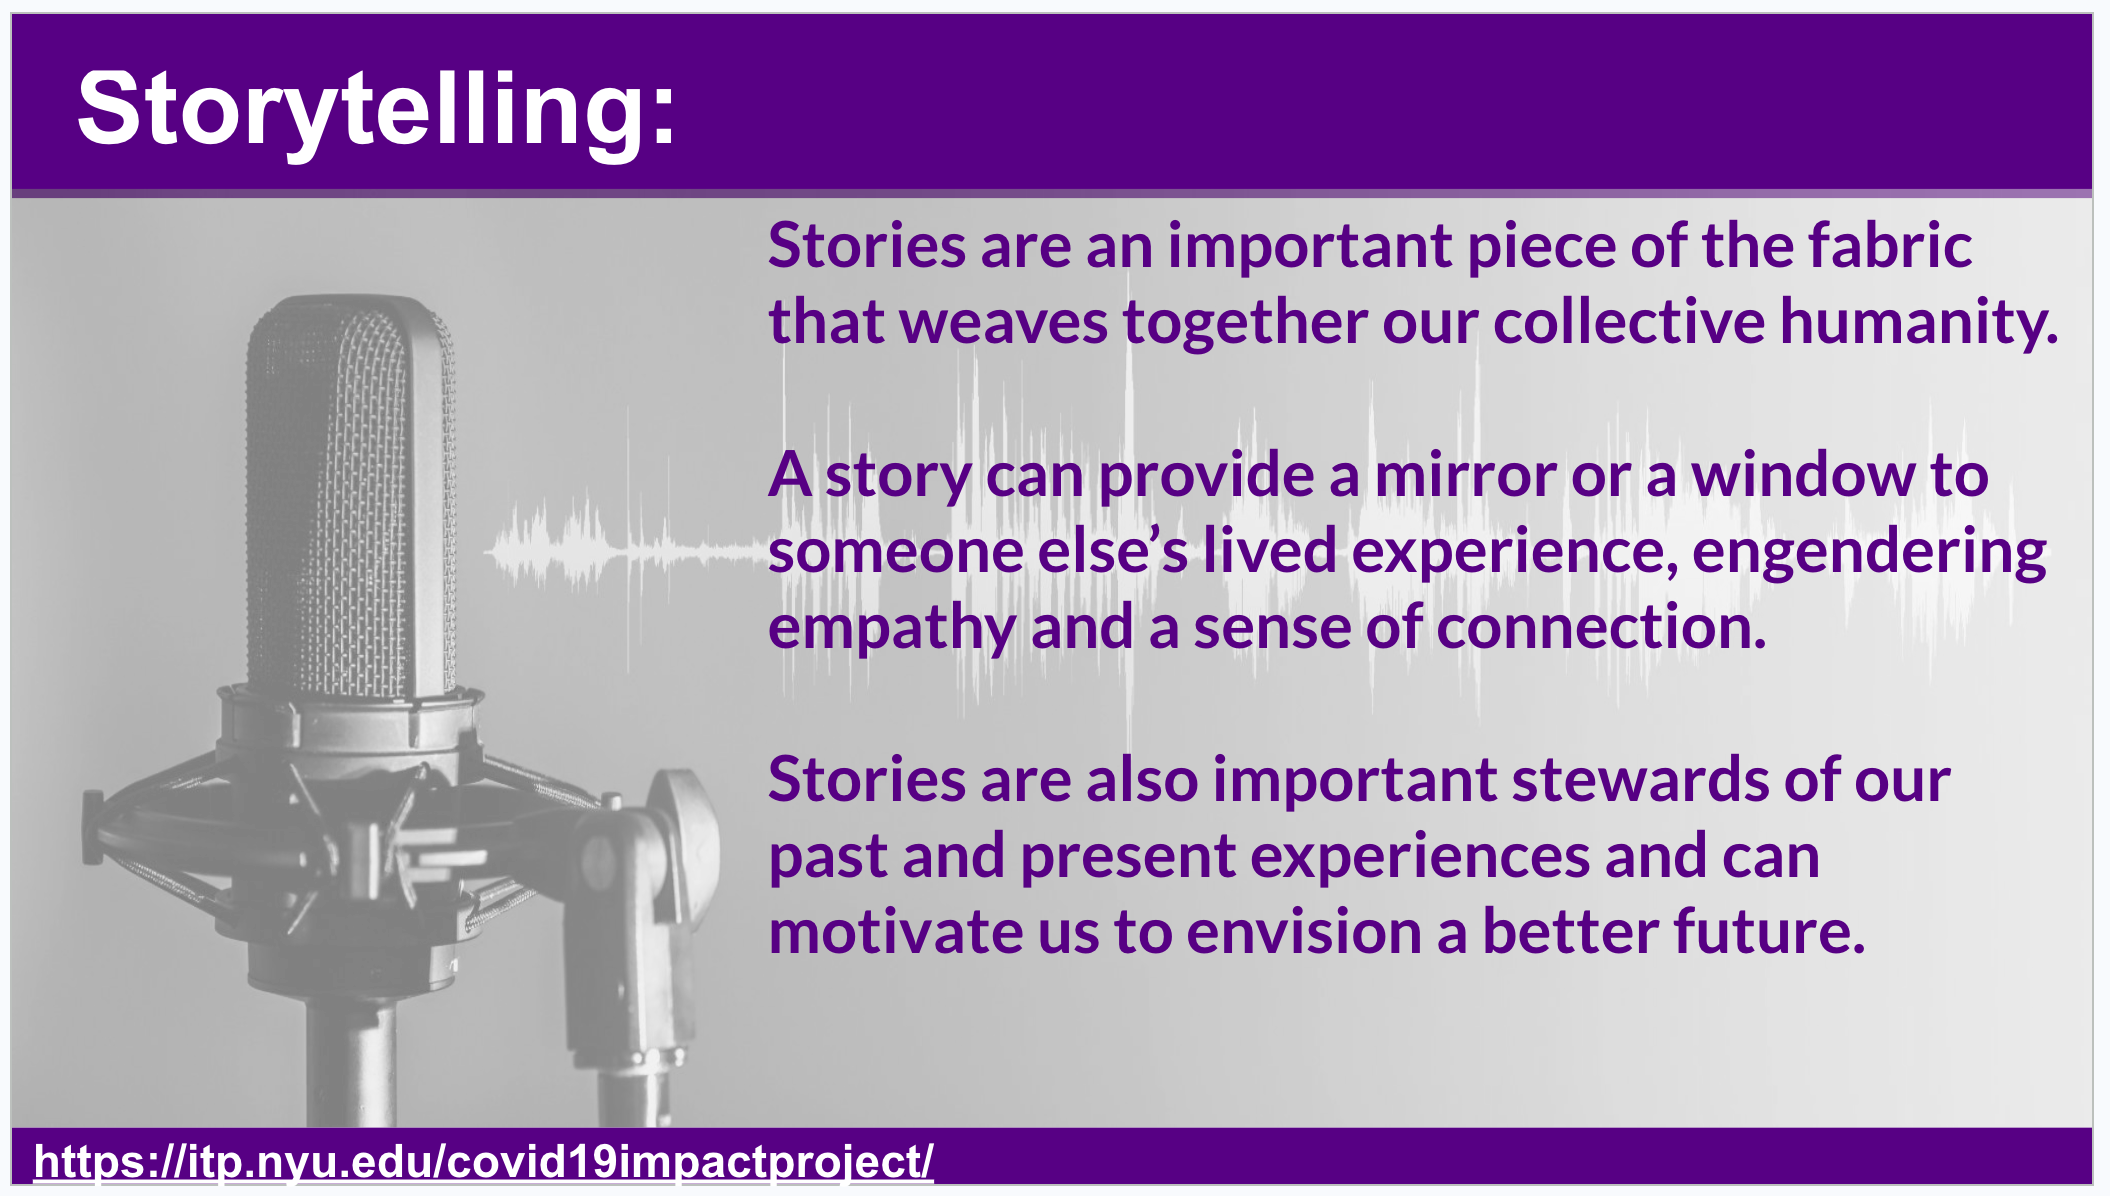 Storytelling:
Stories are an important piece of the fabric
that weaves together our collective humanity.
A story can provide a mirror or a window to
someone else’s lived experience, engendering
empathy and a sense of connection.
Stories are also important stewards of our
past and present experiences and can
motivate us to envision a better future.
https://itp.nyu.edu/covid19impactproject/